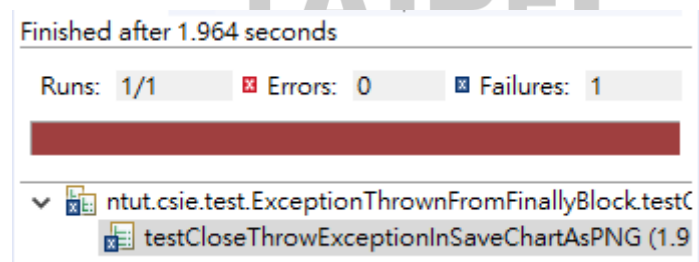 Finished after 1.964 seconds
Runs: 1/1 Errors: 0 Failures: 1
ntut.csie.test.ExceptionThrownFromFinallyBlock.testC
testCloseThrowExceptionInSaveChartAsPNG (1.9